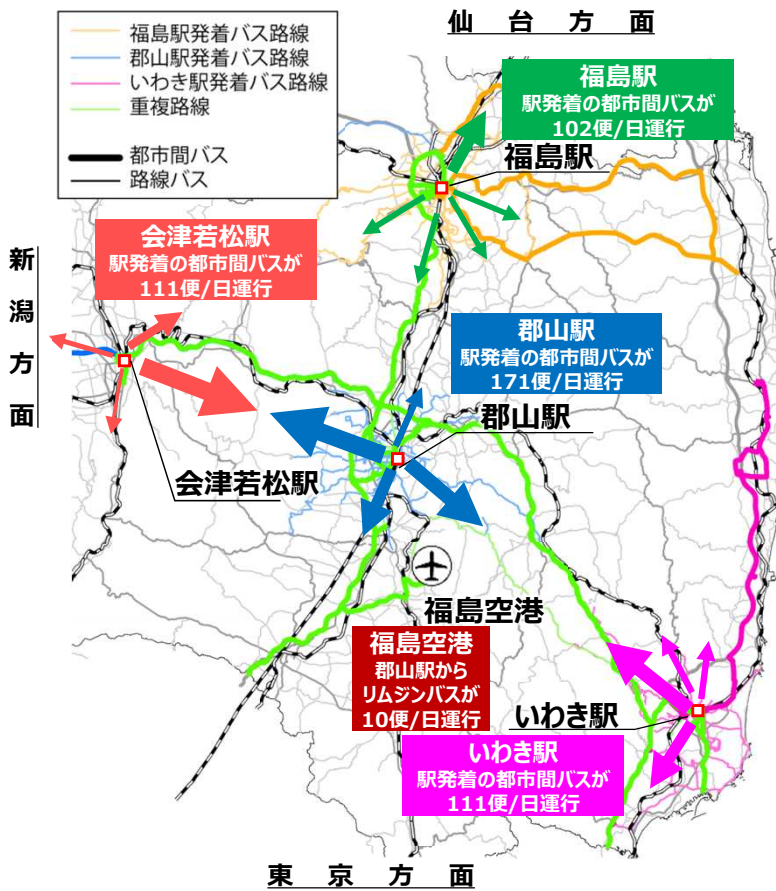 仙台方面
福島駅発着バス路線
郡山駅発着バス路線
いわき駅発着バス路線
重複路線
都市間バス
路線バス
福島駅
駅発着の都市間バスが
102便/日運行
福島駅
新潟方面
会津若松駅
駅発着の都市間バスが
111便/日運行
郡山駅
駅発着の都市間バスが
171便/日運行
郡山駅
会津若松駅
福島空港
福島空港
郡山駅から
リムジンバスが
10便/日運行
いわき駅
いわき駅
駅発着の都市間バスが
111便/日運行
東京方面